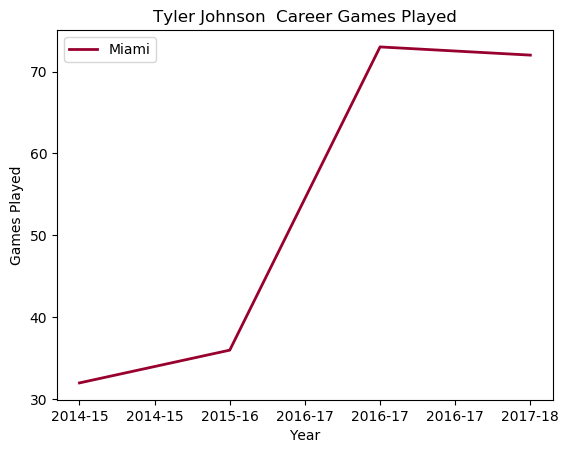 Tyler Johnson  Career Games Played
Miami
Games Played
70
60
50
40
30
2014-15 2014-15 2015-16 2016-17 2016-17 2016-17 2017-18
Year